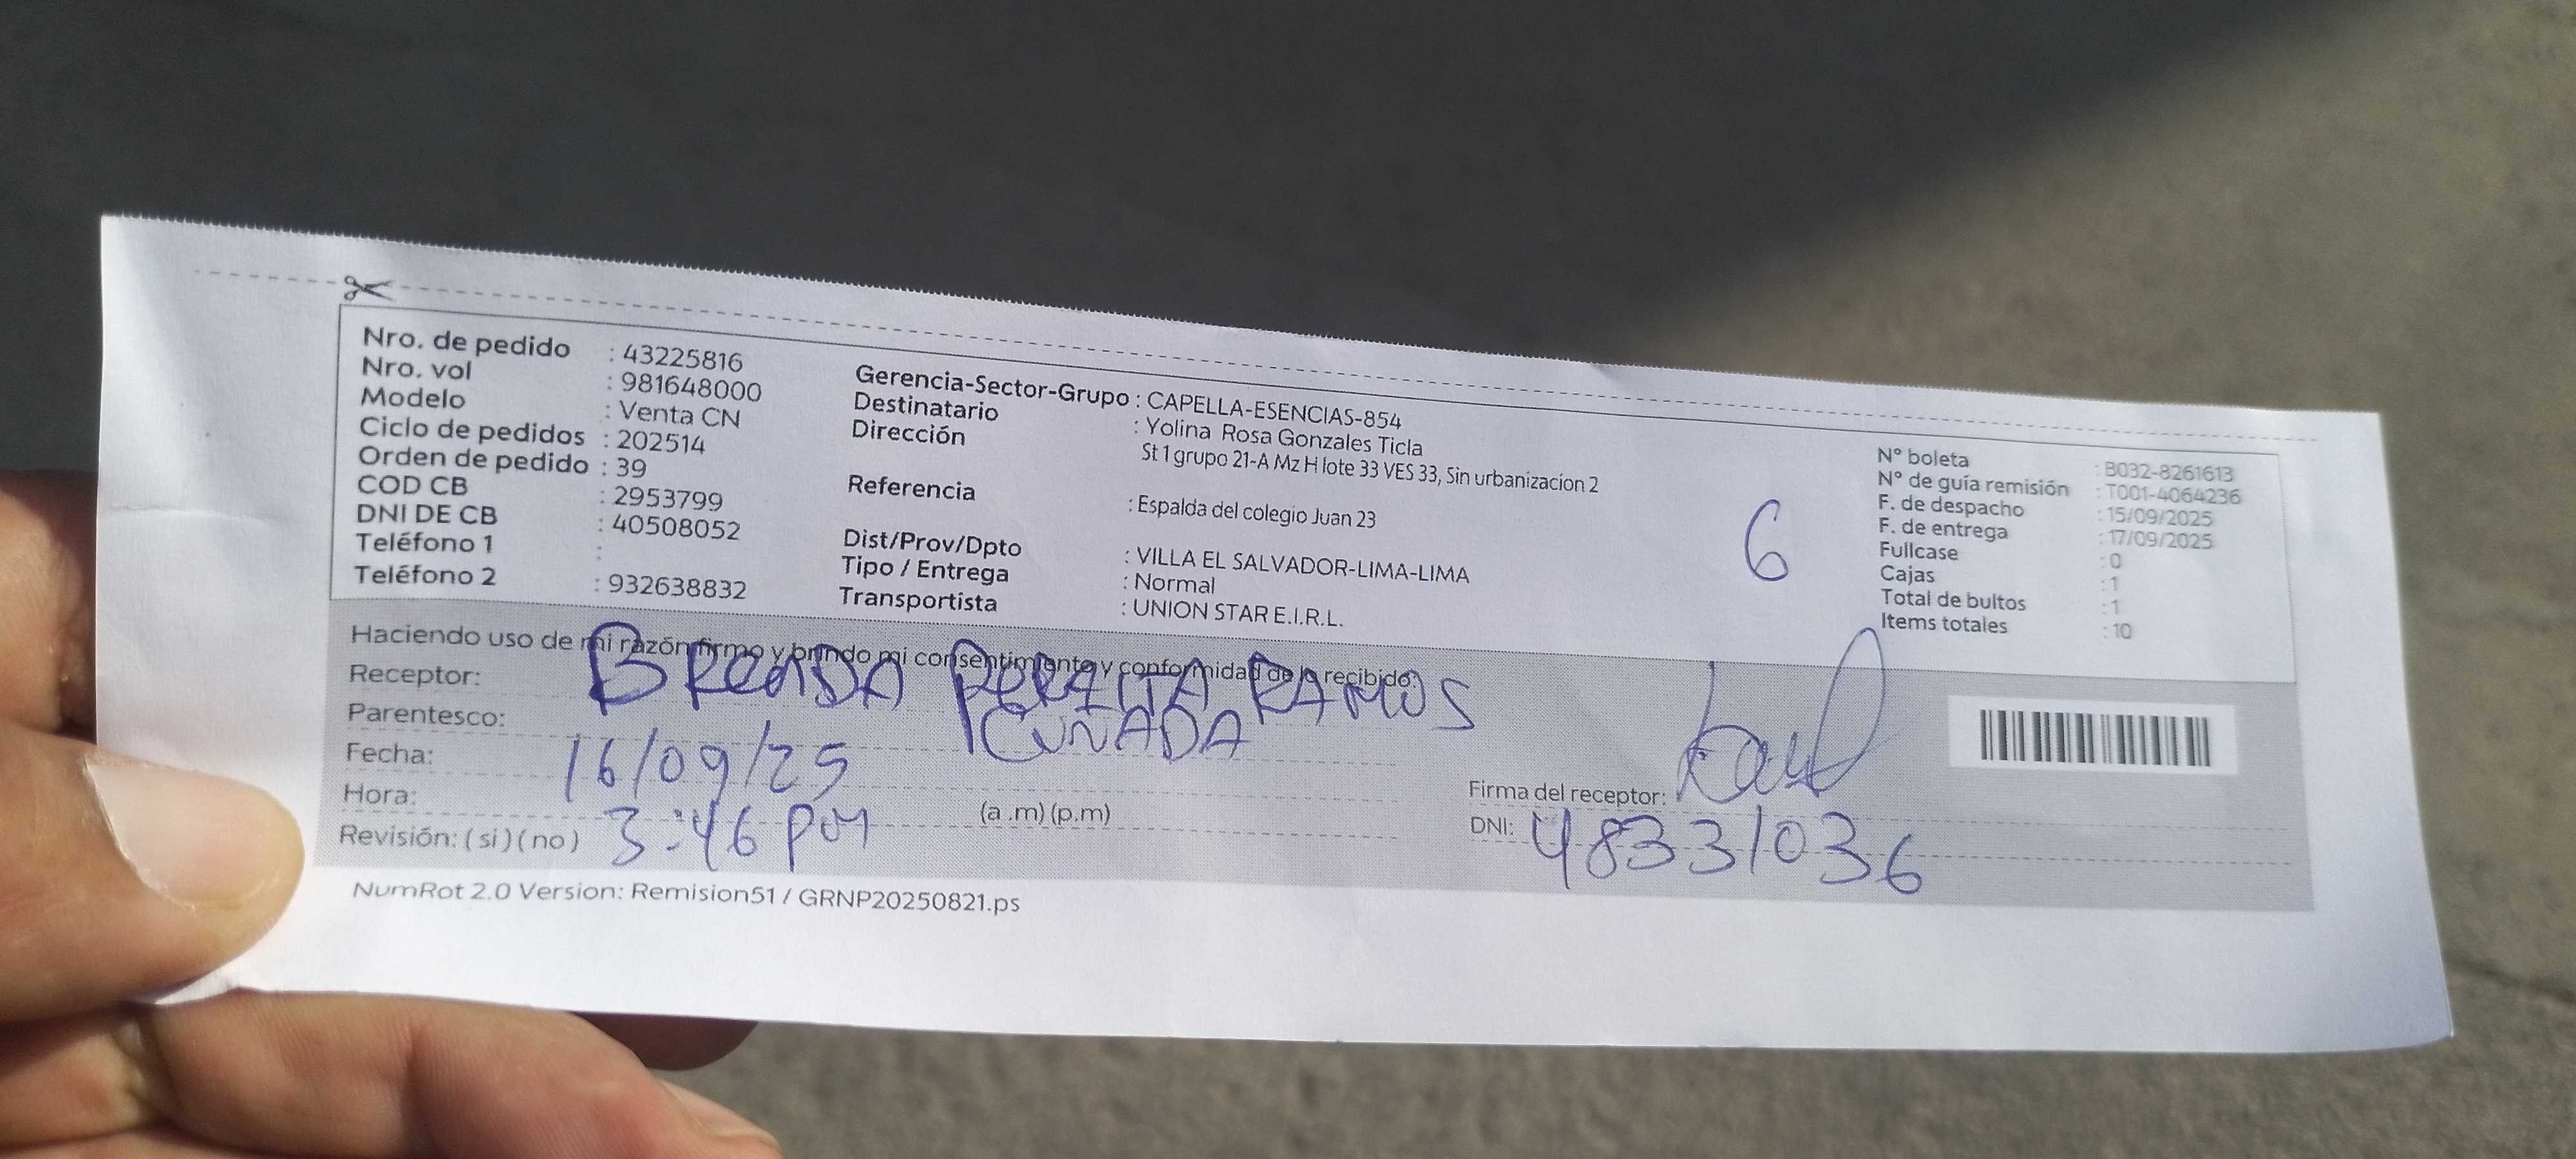 Nro. de pedido : 43225816
Nro. vol : 981648000
Modelo : Venta CN
Ciclo de pedidos : 202514
Orden de pedido : 39
COD CB : 2953799
DNI DE CB : 40508052
Teléfono 1 :
Teléfono 2 : 932638832
Gerencia-Sector-Grupo : CAPELLA-ESENCIAS-854
Destinatario : Yolina Rosa Gonzales Ticla
Dirección St 1 grupo 21-A Mz H lote 33 VES 33, Sin urbanizacion 2
Referencia : Espalda del colegio Juan 23
Dist/Prov/Dpto : VILLA EL SALVADOR-LIMA-LIMA
Tipo / Entrega : Normal
Transportista : UNION STAR E.I.R.L.
6
N° boleta : B032-8261613
N° de guía remisión : T001-4064236
F. de despacho : 15/09/2025
F. de entrega : 17/09/2025
Fullcase : 0
Cajas : 1
Total de bultos : 1
Items totales : 10
Haciendo uso de mi razón firmo y brindo mi consentimiento y conformidad de lo recibido:
Receptor: BRENDA RAMOS
Parentesco: CUÑADA
Fecha: 16/09/25
Hora: 3:46 pm (a .m) (p.m)
Revisión: ( si ) ( no )
Firma del receptor:
DNI: 48331036
NumRot 2.0 Version: Remision51 / GRNP20250821.ps